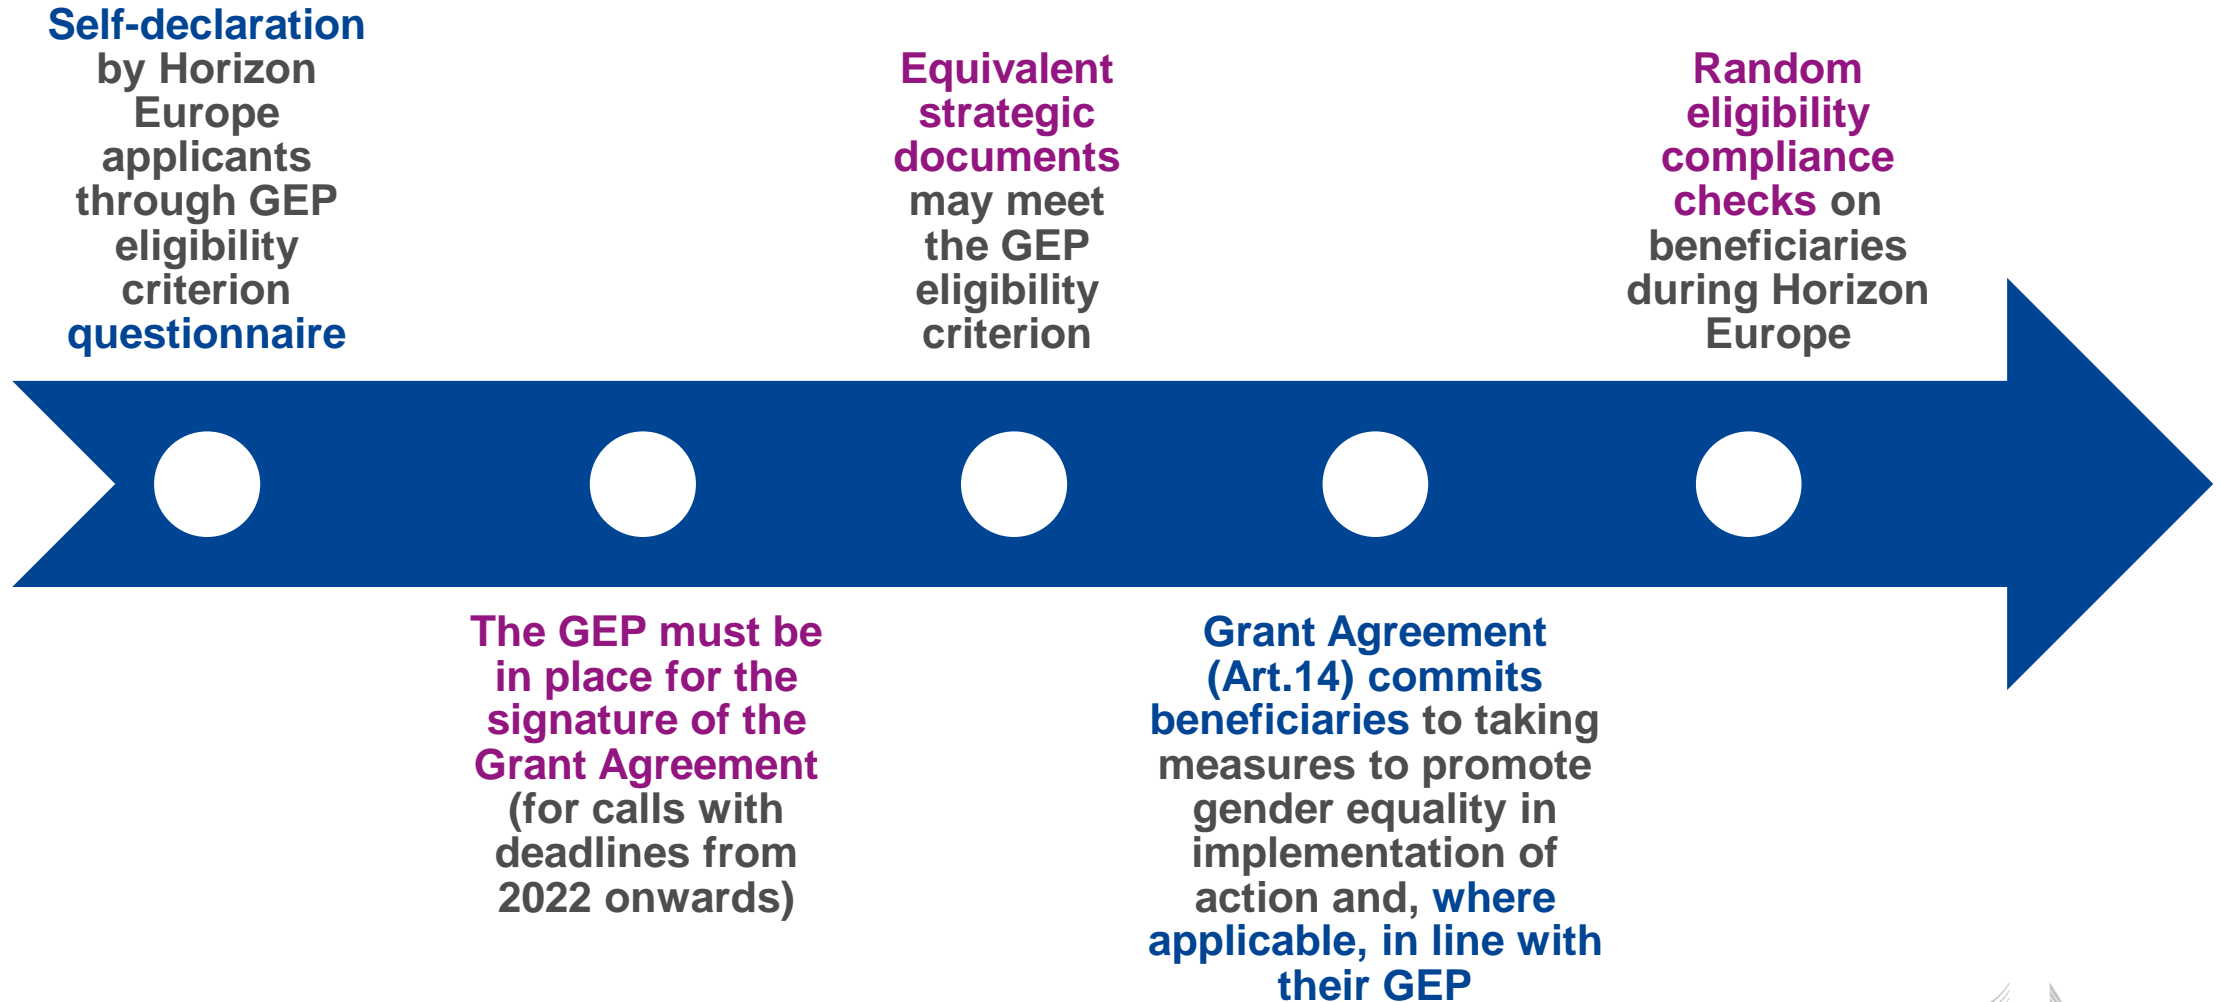 Self-declaration
by Horizon
Europe
applicants
through GEP
eligibility
criterion
questionnaire
The GEP must be
in place for the
signature of the
Grant Agreement
(for calls with
deadlines from
2022 onwards)
Equivalent
strategic
documents
may meet
the GEP
eligibility
criterion
Grant Agreement
(Art.14) commits
beneficiaries to taking
measures to promote
gender equality in
implementation of
action and, where
applicable, in line with
their GEP
Random
eligibility
compliance
checks on
beneficiaries
during Horizon
Europe